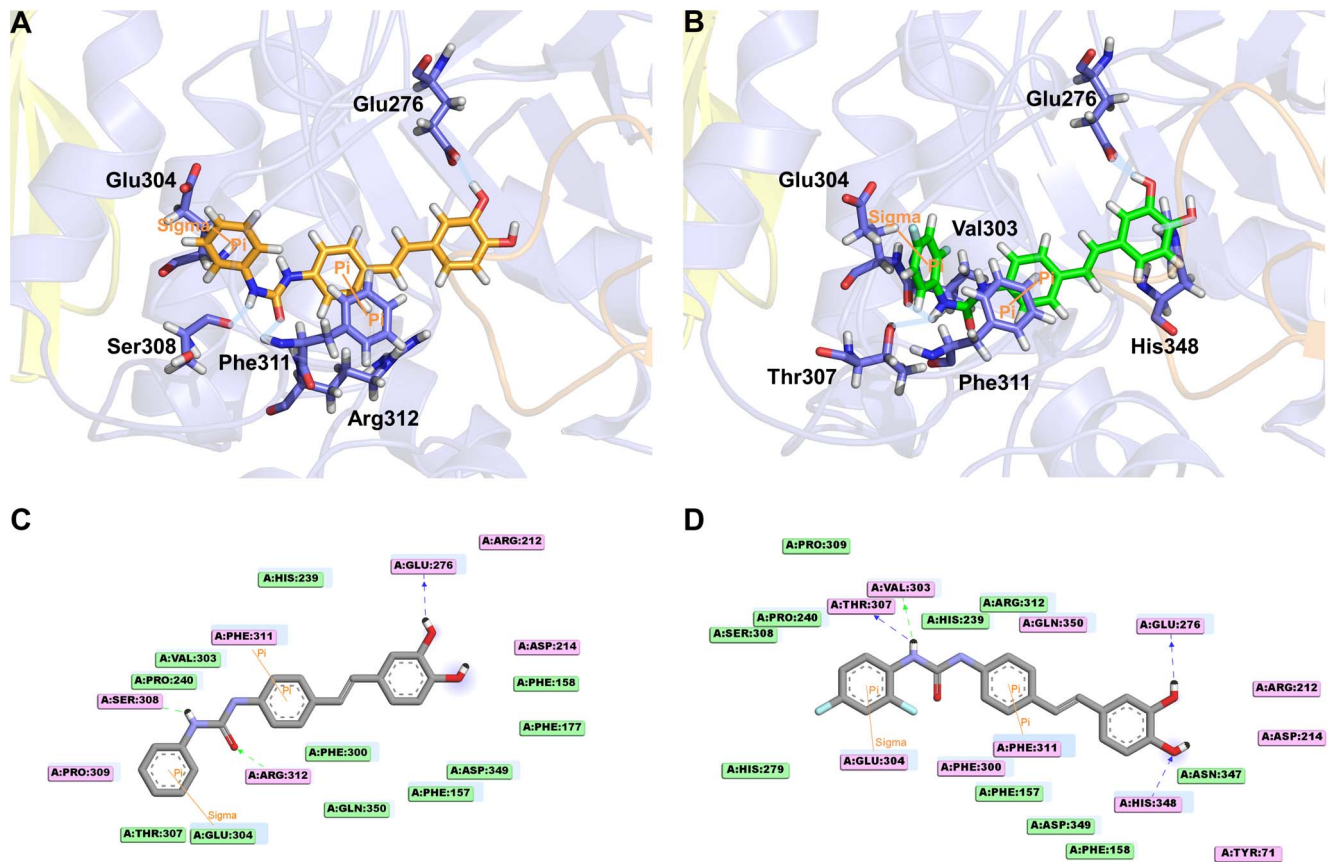 A
Glu276
Glu304
Sigma
Pi
Pi
Pi
Ser308
Phe311
Arg312
B
Glu276
Glu304
Sigma
Val303
Pi
Pi
Pi
His348
Thr307
Phe311
C
A:ARG:212
A:GLU:276
A:HIS:239
A:PHE:311
Pi
A:ASP:214
A:VAL:303
A:PRO:240
A:PHE:158
Pi
A:SER:308
A:PHE:177
A:PHE:300
A:PRO:309
Pi
A:ARG:312
A:ASP:349
A:PHE:157
A:GLN:350
Sigma
A:THR:307
A:GLU:304
D
A:PRO:309
A:VAL:303
A:THR:307
A:ARG:312
A:PRO:240
A:HIS:239
A:GLN:350
A:GLU:276
A:SER:308
Pi
Pi
A:ARG:212
Pi
A:ASP:214
Sigma
A:PHE:311
A:GLU:304
A:PHE:300
A:HIS:279
A:ASN:347
A:PHE:157
A:HIS:348
A:ASP:349
A:PHE:158
A:TYR:71